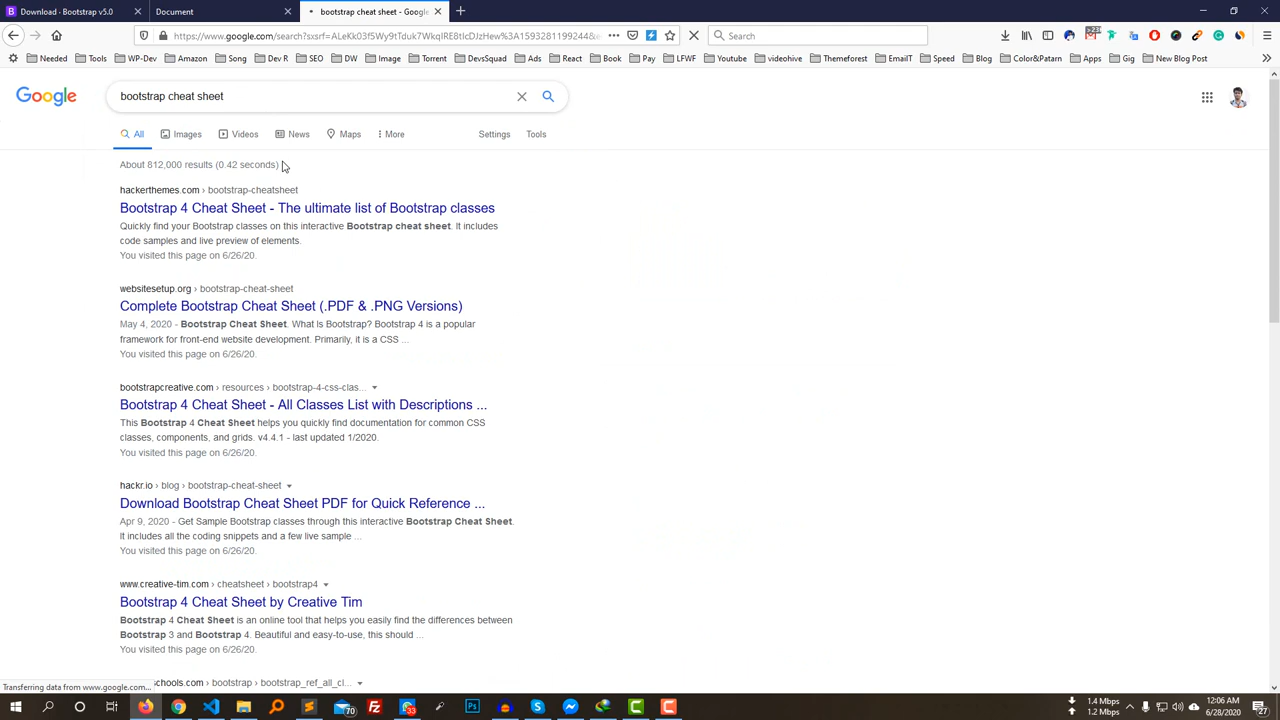 Download · Bootstrap v5.0
Document
bootstrap cheat sheet - Goog
https://www.google.com/search?sxsrf=ALeKk03f5Wy9tTduk7WkqIRE8tIcDJzHew%3A1593281199244&e
Search
Needed
Tools
WP-Dev
Amazon
Song
Dev R
SEO
DW
Image
Torrent
DevsSquad
Ads
React
Book
Pay
LFWF
Youtube
videohive
Themeforest
EmailT
Speed
Blog
Color&Patarn
Apps
Gig
New Blog Post
Google
bootstrap cheat sheet
All
Images
Videos
News
Maps
More
Settings
Tools
About 812,000 results (0.42 seconds)
hackerthemes.com › bootstrap-cheatsheet
Bootstrap 4 Cheat Sheet - The ultimate list of Bootstrap classes
Quickly find your Bootstrap classes on this interactive Bootstrap cheat sheet. It includes
code samples and live preview of elements.
You visited this page on 6/26/20.
websitesetup.org › bootstrap-cheat-sheet
Complete Bootstrap Cheat Sheet (.PDF & .PNG Versions)
May 4, 2020 - Bootstrap Cheat Sheet. What is Bootstrap? Bootstrap 4 is a popular
framework for front-end website development. Primarily, it is a CSS ...
You visited this page on 6/26/20.
bootstrapcreative.com › resources › bootstrap-4-css-clas...
Bootstrap 4 Cheat Sheet - All Classes List with Descriptions ...
This Bootstrap 4 Cheat Sheet helps you quickly find documentation for common CSS
classes, components, and grids. v4.4.1 - last updated 1/2020.
You visited this page on 6/26/20.
hackr.io › blog › bootstrap-cheat-sheet
Download Bootstrap Cheat Sheet PDF for Quick Reference ...
Apr 9, 2020 - Get Sample Bootstrap classes through this interactive Bootstrap Cheat Sheet.
It includes all the coding snippets and a few live sample ...
You visited this page on 6/26/20.
www.creative-tim.com › cheatsheet › bootstrap4
Bootstrap 4 Cheat Sheet by Creative Tim
Bootstrap 4 Cheat Sheet is an online tool that helps you easily find the differences between
Bootstrap 3 and Bootstrap 4. Beautiful and easy-to-use, this should ...
You visited this page on 6/26/20.
schools.com › bootstrap › bootstrap_ref_all_cl...
Transferring data from www.google.com...
70
33
1.4 Mbps
1.2 Mbps
12:06 AM
6/28/2020
27